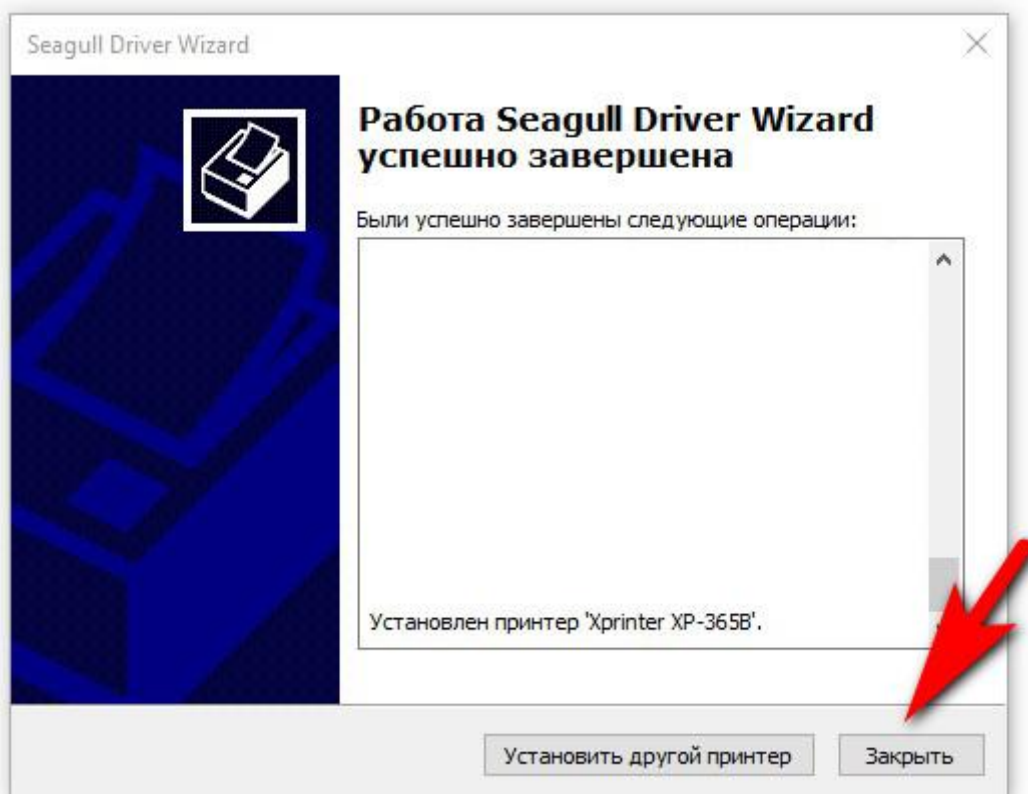 Seagull Driver Wizard
Работа Seagull Driver Wizard
успешно завершена
Были успешно завершены следующие операции:
Установлен принтер 'Xprinter XP-365B'.
Установить другой принтер
Закрыть